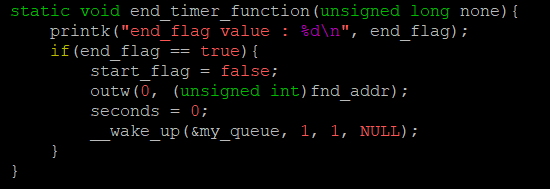 static void end_timer_function(unsigned long none){
    printk("end_flag value : %d\n", end_flag);
    if(end_flag == true){
        start_flag = false;
        outw(0, (unsigned int)fnd_addr);
        seconds = 0;
        __wake_up(&my_queue, 1, 1, NULL);
    }
}